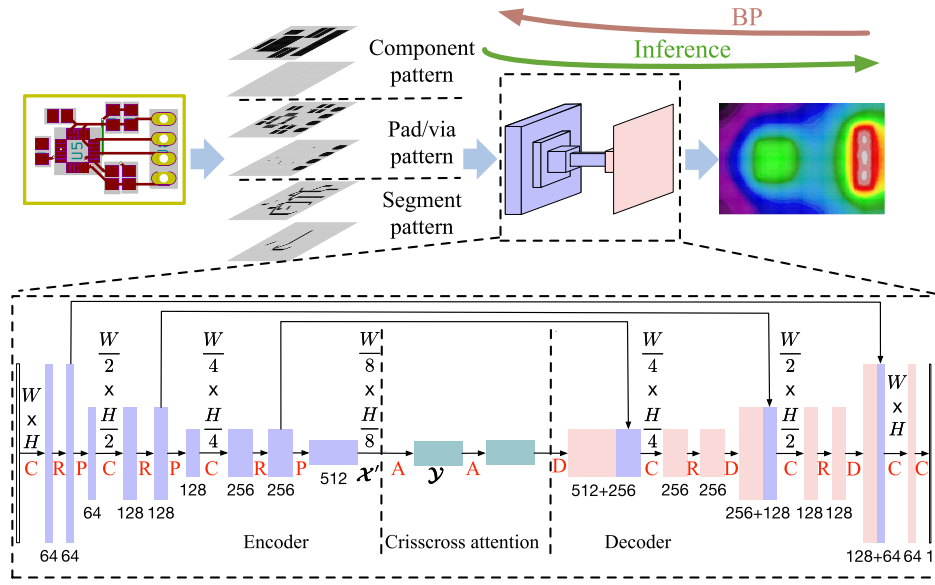 BP
Inference
Component
pattern
Pad/via
pattern
Segment
pattern
U5
W x H
W/2 x H/2
W/4 x H/4
W/8 x H/8
W/4 x H/4
W/2 x H/2
W x H
C R P C R P C R P A A D C R D C R D C C
64 64 64 128 128 128 256 256 512 𝒳′ 𝒴 512+256 256 256 256+128 128 128 128+64 64 1
Encoder
Crisscross attention
Decoder